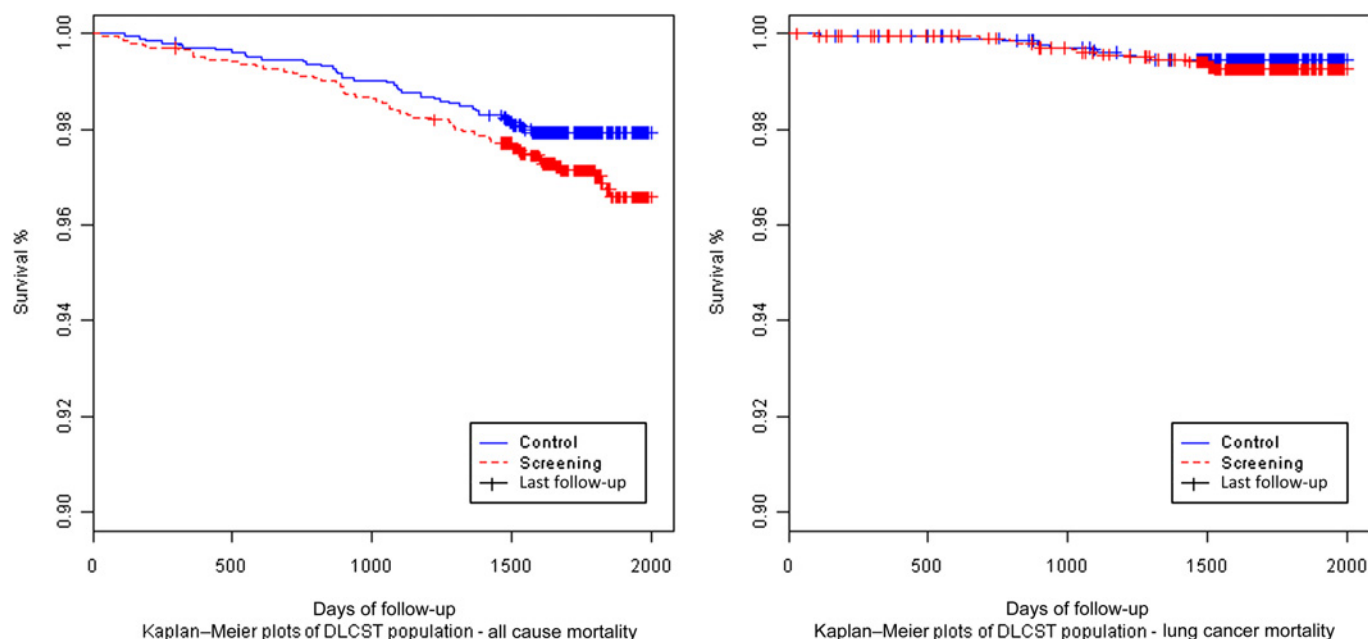 1.00
0.98
0.96
0.94
0.92
0.90
Survival %
Control
Screening
Last follow-up
0 500 1000 1500 2000
Days of follow-up
Kaplan–Meier plots of DLCST population - all cause mortality
1.00
0.98
0.96
0.94
0.92
0.90
Survival %
Control
Screening
Last follow-up
0 500 1000 1500 2000
Days of follow-up
Kaplan–Meier plots of DLCST population - lung cancer mortality